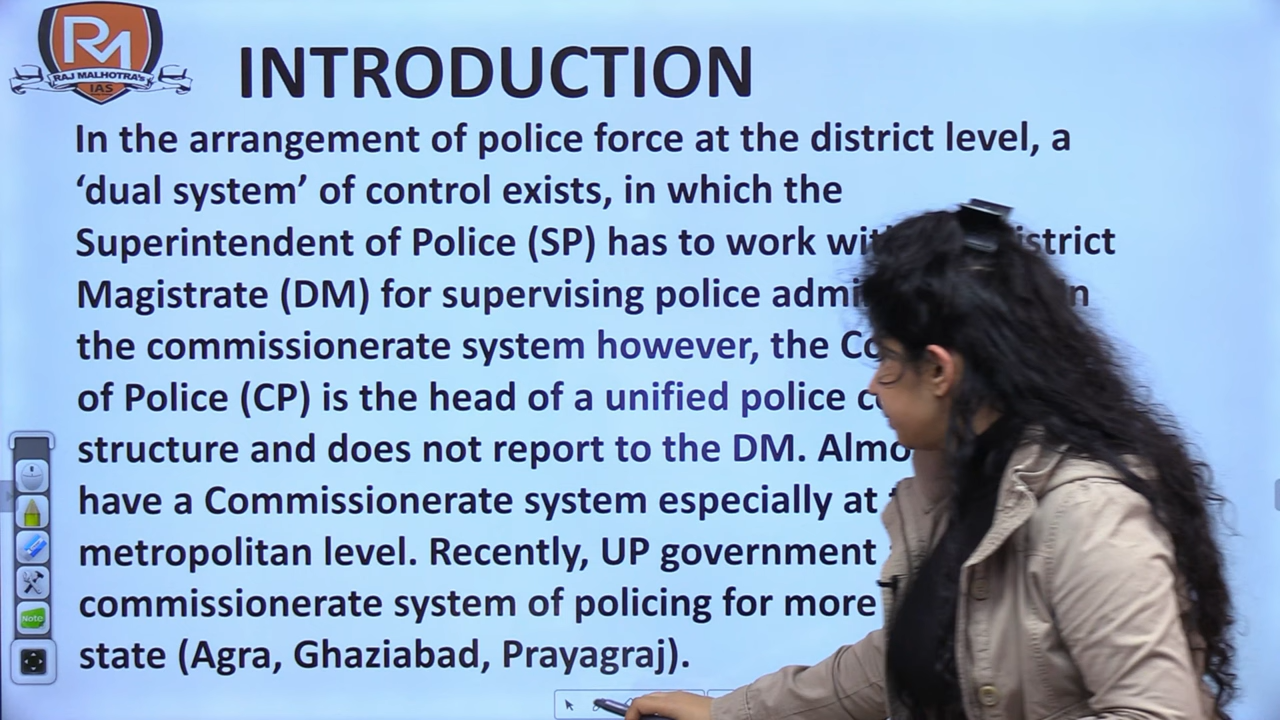 RM
RAJ MALHOTRA's
IAS
INTRODUCTION
In the arrangement of police force at the district level, a
‘dual system’ of control exists, in which the
Superintendent of Police (SP) has to work
Magistrate (DM) for supervising police
the commissionerate system however, the
of Police (CP) is the head of a unified police
structure and does not report to the DM.
have a Commissionerate system especially at
metropolitan level. Recently, UP government
commissionerate system of policing for more
state (Agra, Ghaziabad, Prayagraj).
Note